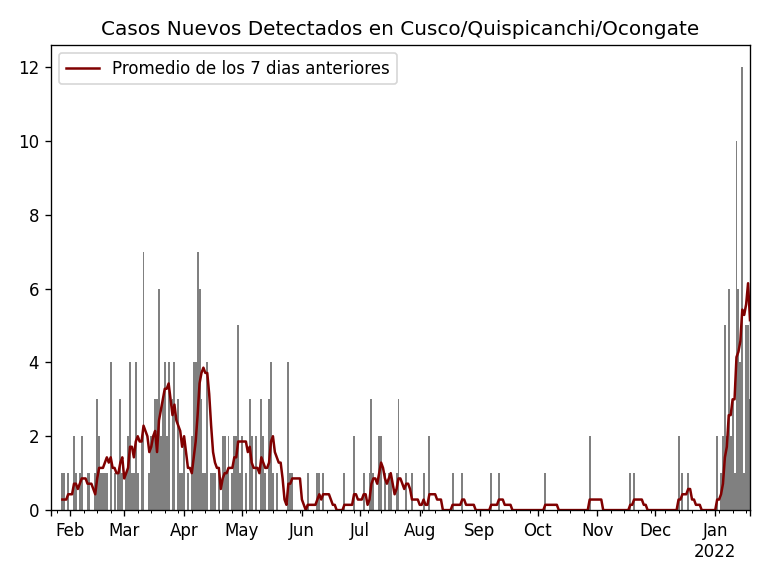 Casos Nuevos Detectados en Cusco/Quispicanchi/Ocongate
Promedio de los 7 dias anteriores
12
10
8
6
4
2
0
Feb Mar Apr May Jun Jul Aug Sep Oct Nov Dec Jan
2022